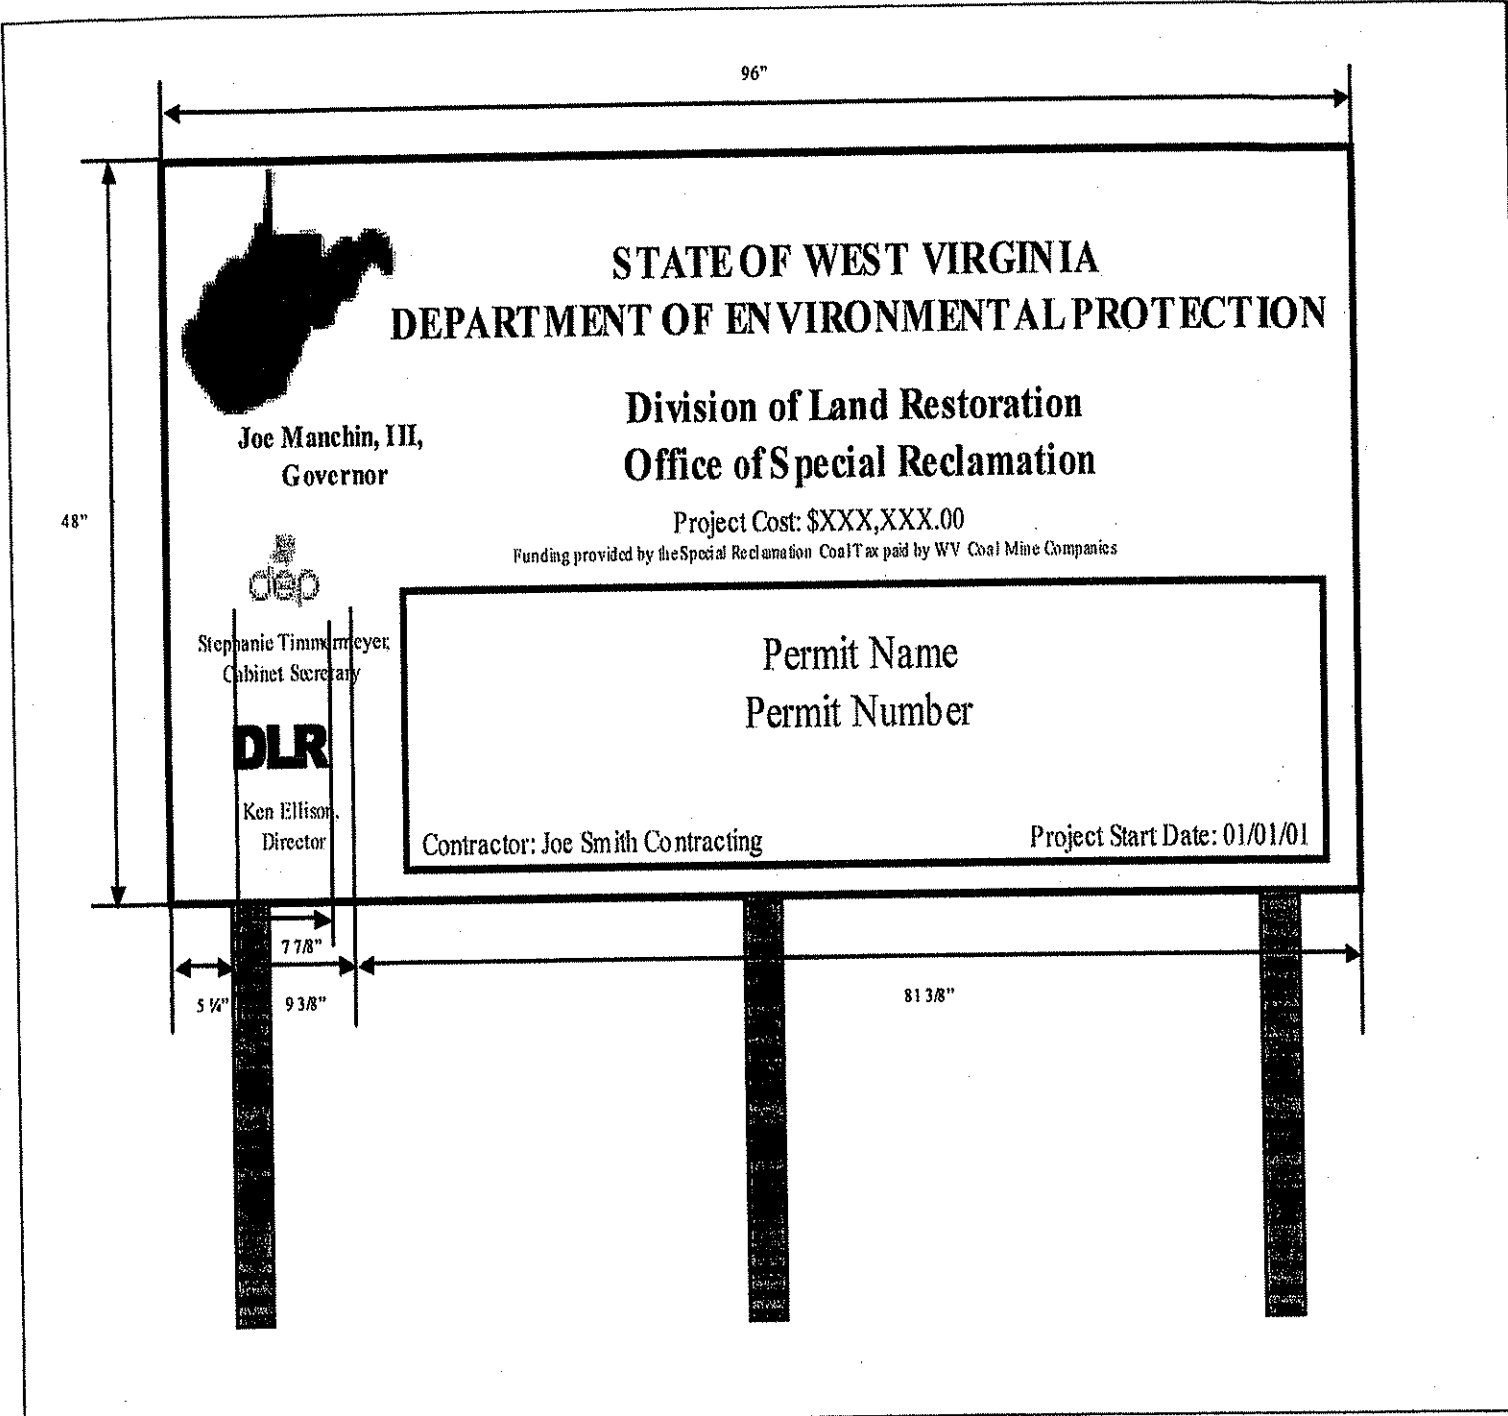 96"
STATE OF WEST VIRGINIA
DEPARTMENT OF ENVIRONMENTAL PROTECTION
Division of Land Restoration
Office of Special Reclamation
Joe Manchin, III,
Governor
48"
Project Cost: $XXX,XXX.00
Funding provided by the Special Reclamation Coal Tax paid by WV Coal Mine Companies
dep
Stephanie Timmermeyer,
Cabinet Secretary
DLR
Ken Ellison,
Director
Permit Name
Permit Number
Contractor: Joe Smith Contracting
Project Start Date: 01/01/01
7 7/8"
5 ¼"
9 3/8"
81 3/8"